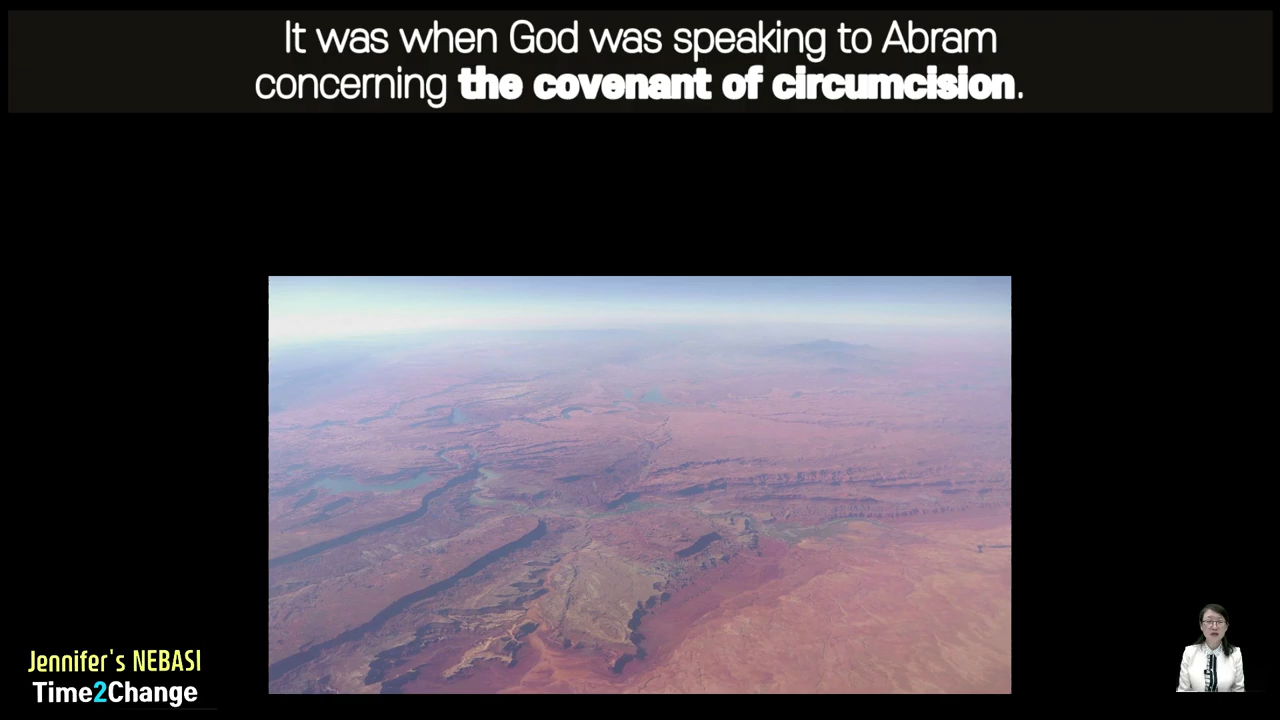 It was when God was speaking to Abram
concerning the covenant of circumcision.
Jennifer's NEBASI
Time2Change